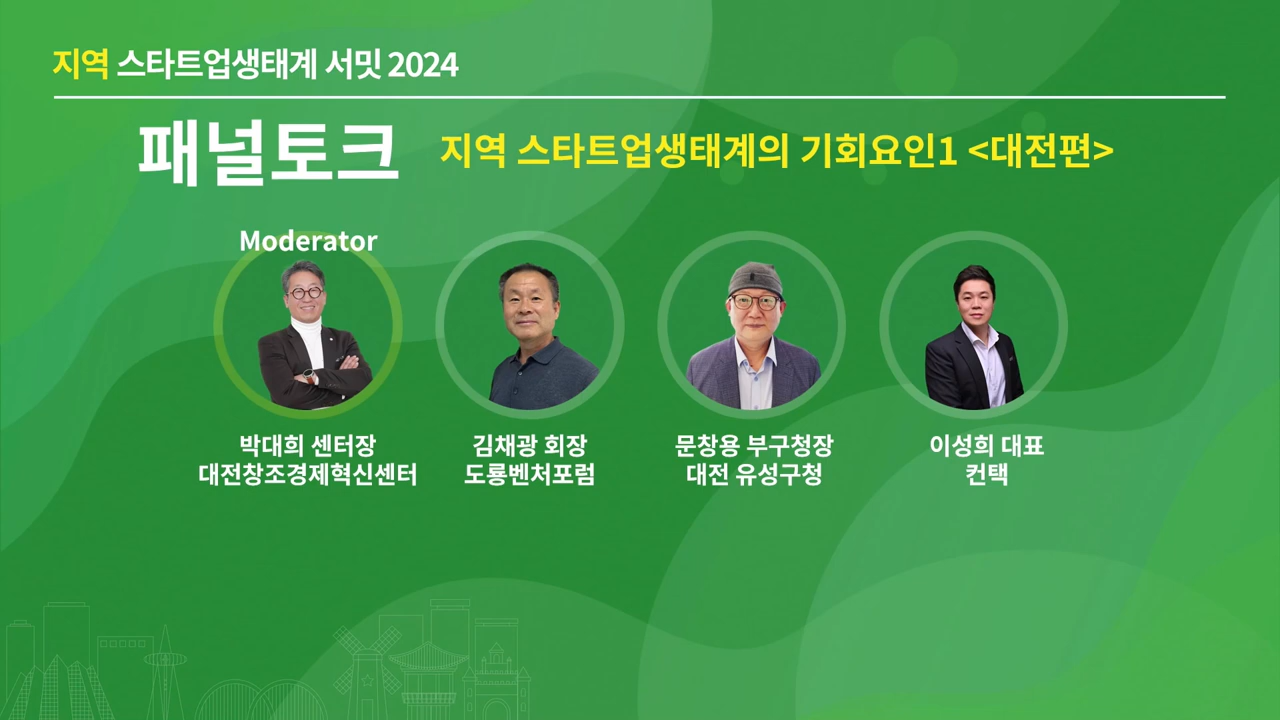 지역 스타트업생태계 서밋 2024
패널토크 지역 스타트업생태계의 기회요인1 <대전편>
Moderator
박대희 센터장
대전창조경제혁신센터
김채광 회장
도룡벤처포럼
문창용 부구청장
대전 유성구청
이성희 대표
컨택